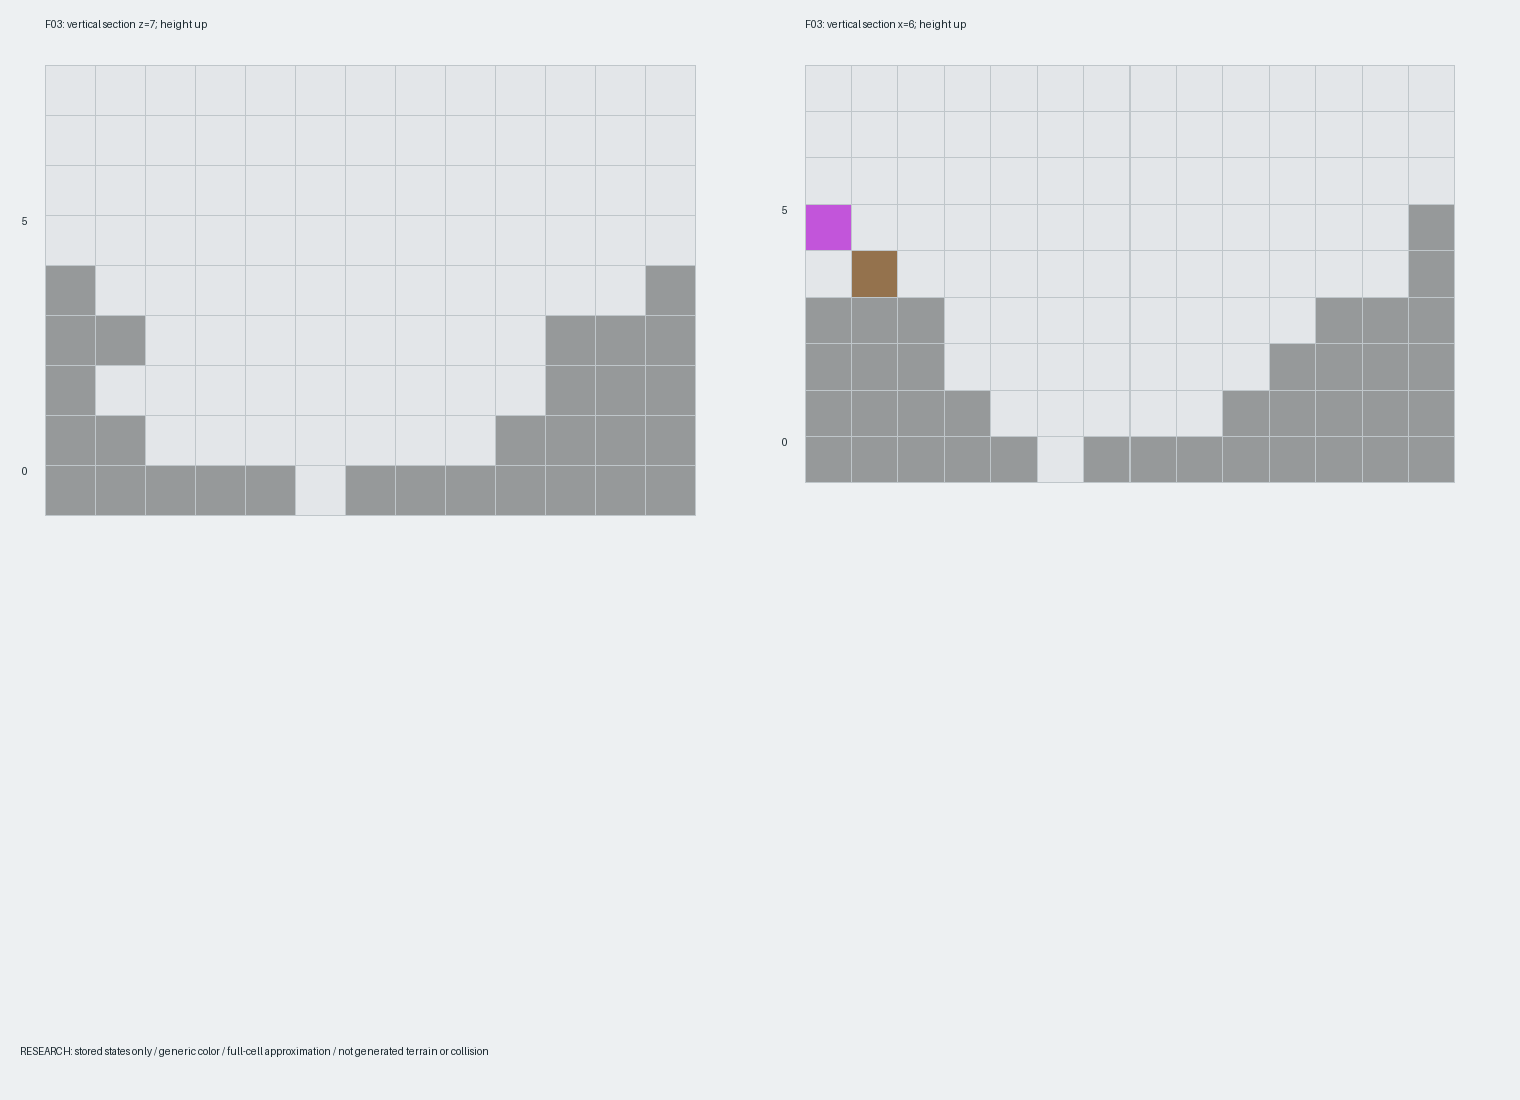 F03: vertical section z=7; height up
F03: vertical section x=6; height up
5
5
0
0
RESEARCH: stored states only / generic color / full-cell approximation / not generated terrain or collision